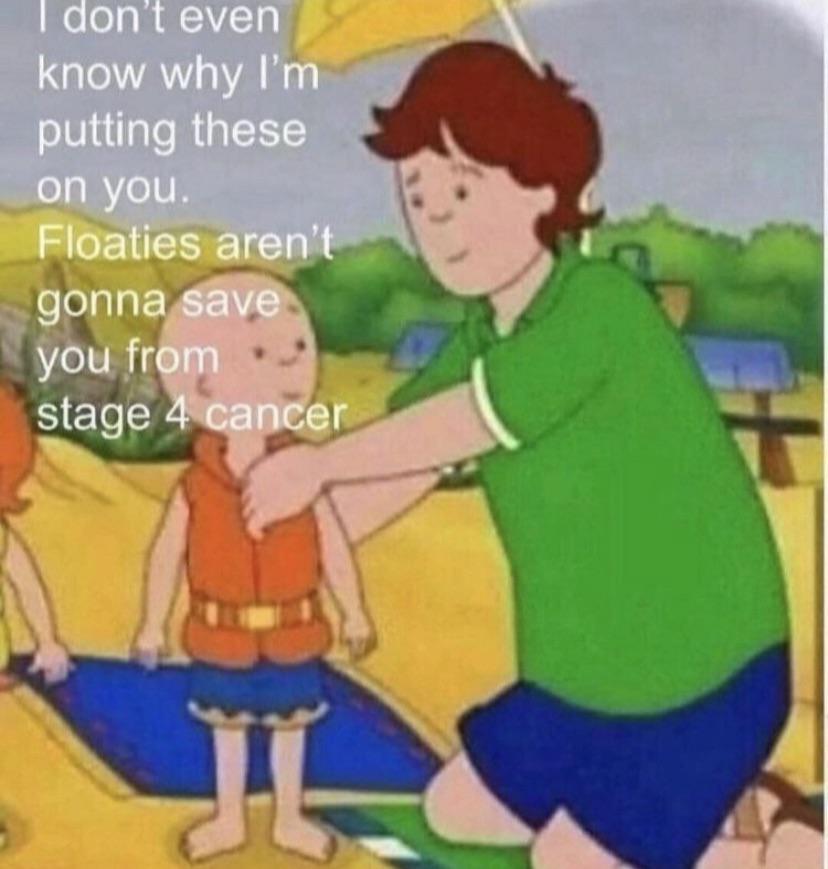 I don't even
know why I'm
putting these
on you.
Floaties aren't
gonna save
you from
stage 4 cancer